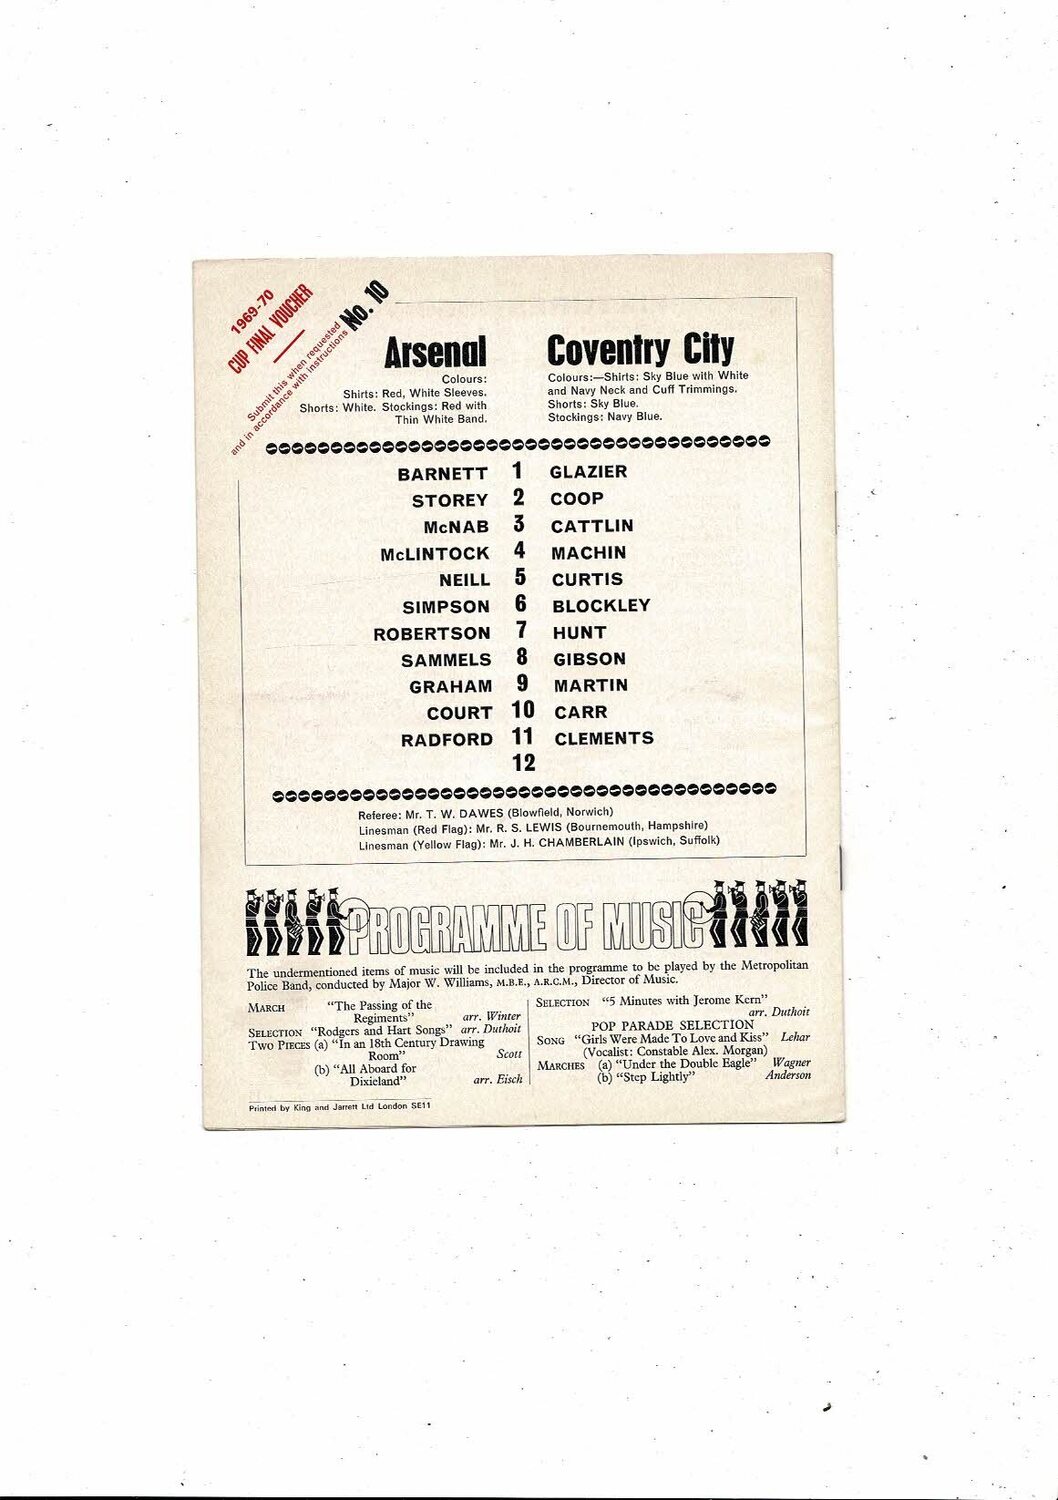 1969-70
CUP FINAL VOUCHER
Submit this when requested
and in accordance with instructions
No. 10
Arsenal
Colours:
Shirts: Red, White Sleeves.
Shorts: White. Stockings: Red with
Thin White Band.
Coventry City
Colours:—Shirts: Sky Blue with White
and Navy Neck and Cuff Trimmings.
Shorts: Sky Blue.
Stockings: Navy Blue.
BARNETT 1 GLAZIER
STOREY 2 COOP
McNAB 3 CATTLIN
McLINTOCK 4 MACHIN
NEILL 5 CURTIS
SIMPSON 6 BLOCKLEY
ROBERTSON 7 HUNT
SAMMELS 8 GIBSON
GRAHAM 9 MARTIN
COURT 10 CARR
RADFORD 11 CLEMENTS
12
Referee: Mr. T. W. DAWES (Blowfield, Norwich)
Linesman (Red Flag): Mr. R. S. LEWIS (Bournemouth, Hampshire)
Linesman (Yellow Flag): Mr. J. H. CHAMBERLAIN (Ipswich, Suffolk)
PROGRAMME OF MUSIC
The undermentioned items of music will be included in the programme to be played by the Metropolitan
Police Band, conducted by Major W. Williams, M.B.E., A.R.C.M., Director of Music.
MARCH "The Passing of the
Regiments" arr. Winter
SELECTION "Rodgers and Hart Songs" arr. Duthoit
TWO PIECES (a) "In an 18th Century Drawing
Room" Scott
(b) "All Aboard for
Dixieland" arr. Eisch
SELECTION "5 Minutes with Jerome Kern"
arr. Duthoit
POP PARADE SELECTION
SONG "Girls Were Made To Love and Kiss" Lehar
(Vocalist: Constable Alex. Morgan)
MARCHES (a) "Under the Double Eagle" Wagner
(b) "Step Lightly" Anderson
Printed by King and Jarrett Ltd London SE11